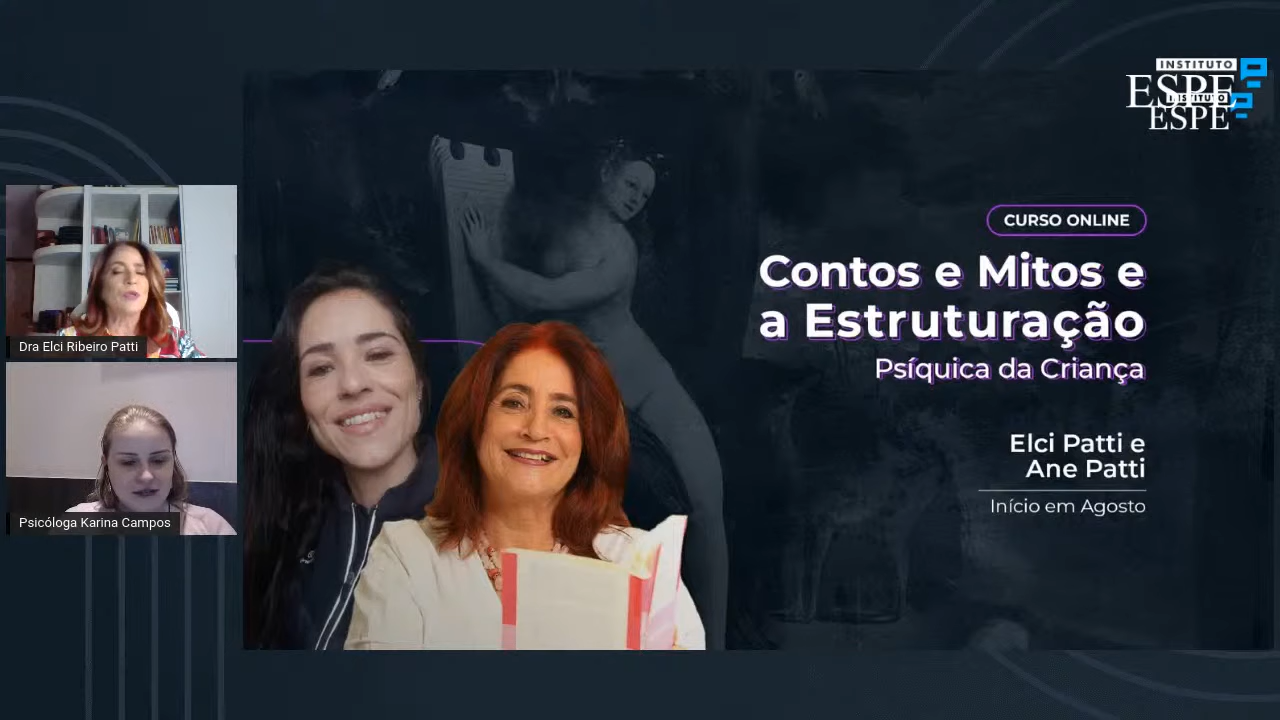 INSTITUTO
ESPE
INSTITUTO
ESPE
CURSO ONLINE
Contos e Mitos e
a Estruturação
Psíquica da Criança
Elci Patti e
Ane Patti
Início em Agosto
Dra Elci Ribeiro Patti
Psicóloga Karina Campos